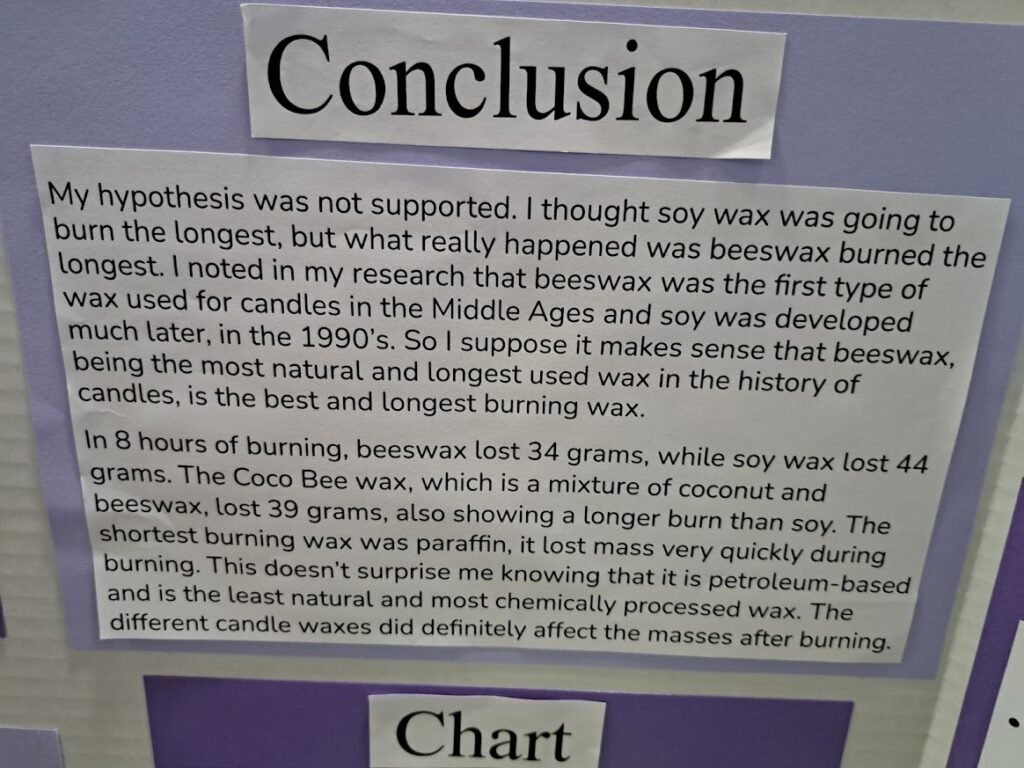 Conclusion
My hypothesis was not supported. I thought soy wax was going to
burn the longest, but what really happened was beeswax burned the
longest. I noted in my research that beeswax was the first type of
wax used for candles in the Middle Ages and soy was developed
much later, in the 1990's. So I suppose it makes sense that beeswax,
being the most natural and longest used wax in the history of
candles, is the best and longest burning wax.
In 8 hours of burning, beeswax lost 34 grams, while soy wax lost 44
grams. The Coco Bee wax, which is a mixture of coconut and
beeswax, lost 39 grams, also showing a longer burn than soy. The
shortest burning wax was paraffin, it lost mass very quickly during
burning. This doesn't surprise me knowing that it is petroleum-based
and is the least natural and most chemically processed wax. The
different candle waxes did definitely affect the masses after burning.
Chart